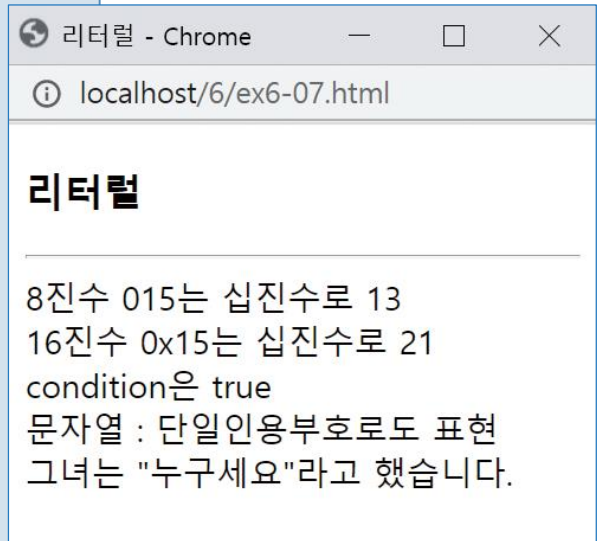 리터럴 - Chrome
localhost/6/ex6-07.html
리터럴
8진수 015는 십진수로 13
16진수 0x15는 십진수로 21
condition은 true
문자열 : 단일인용부호로도 표현
그녀는 "누구세요"라고 했습니다.